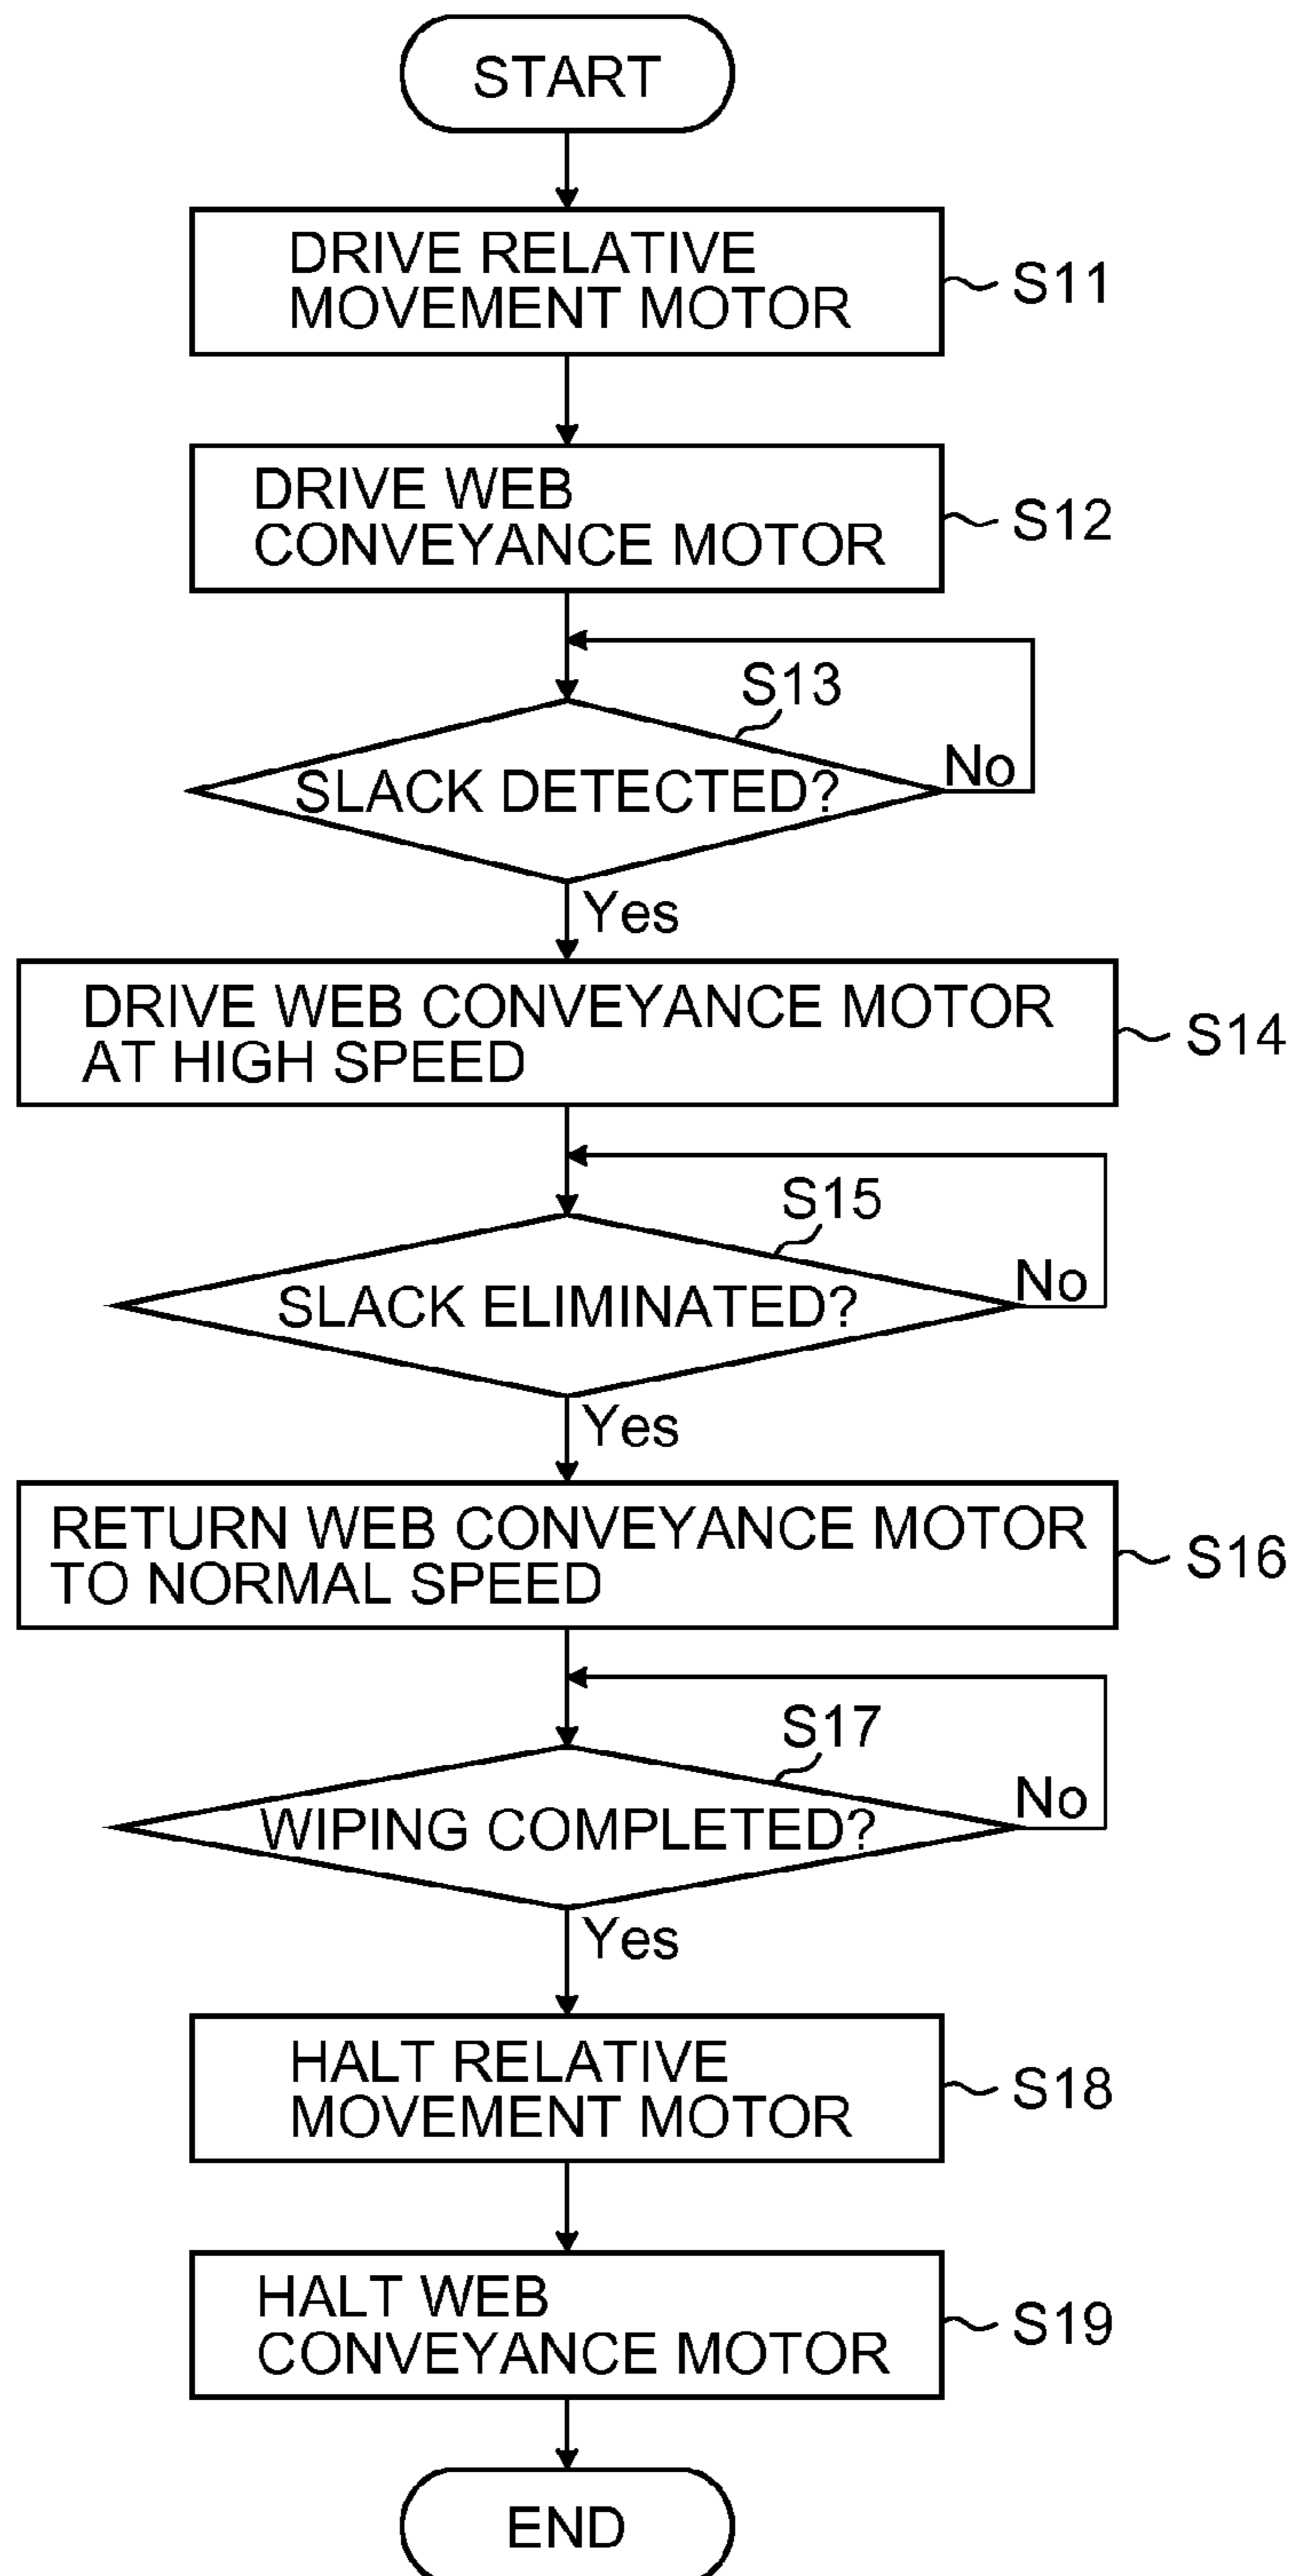 START
DRIVE RELATIVE
MOVEMENT MOTOR
S11
DRIVE WEB
CONVEYANCE MOTOR
S12
S13
SLACK DETECTED?
No
Yes
DRIVE WEB CONVEYANCE MOTOR
AT HIGH SPEED
S14
S15
SLACK ELIMINATED?
No
Yes
RETURN WEB CONVEYANCE MOTOR
TO NORMAL SPEED
S16
S17
WIPING COMPLETED?
No
Yes
HALT RELATIVE
MOVEMENT MOTOR
S18
HALT WEB
CONVEYANCE MOTOR
S19
END